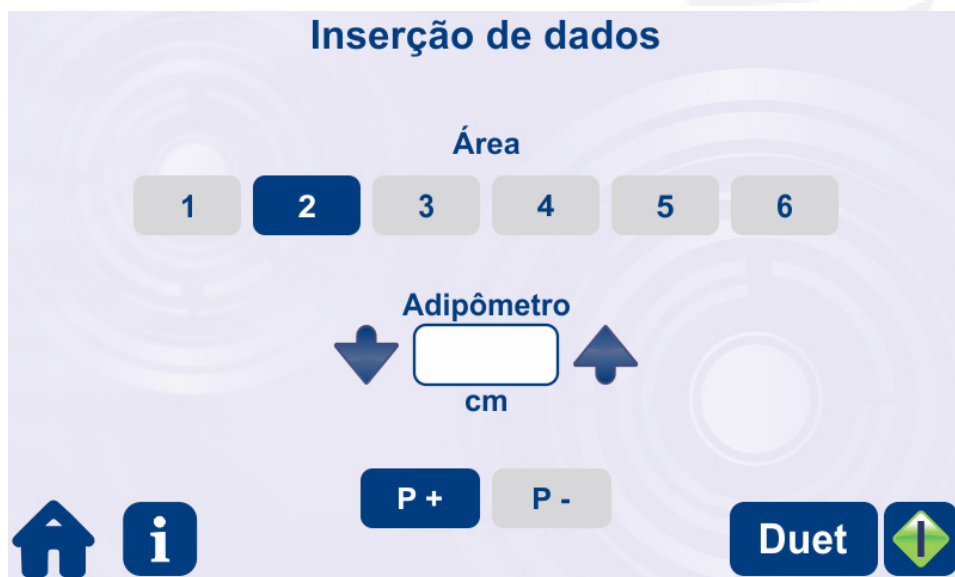 Inserção de dados
Área
1 2 3 4 5 6
Adipômetro
cm
P + P -
i Duet